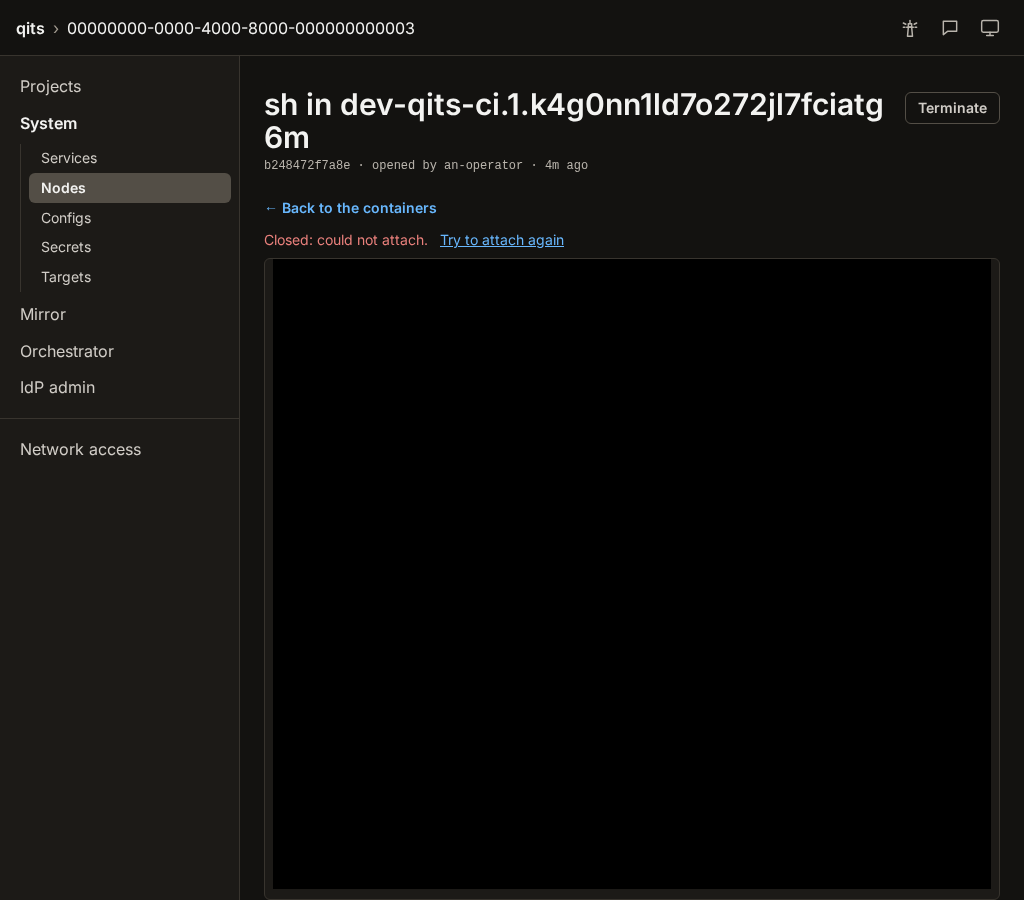 qits › 00000000-0000-4000-8000-000000000003
Projects
System
Services
Nodes
Configs
Secrets
Targets
Mirror
Orchestrator
IdP admin
Network access
sh in dev-qits-ci.1.k4g0nn1ld7o272jl7fciatg
6m
Terminate
b248472f7a8e · opened by an-operator · 4m ago
← Back to the containers
Closed: could not attach. Try to attach again